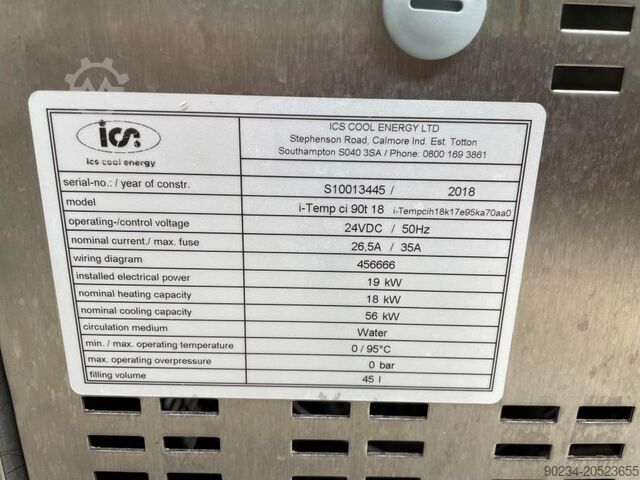 ics
ics cool energy
ICS COOL ENERGY LTD
Stephenson Road, Calmore Ind. Est. Totton
Southampton S040 3SA / Phone: 0800 169 3861
serial-no.: / year of constr. S10013445 / 2018
model i-Temp ci 90t 18 i-Tempcih18k17e95ka70aa0
operating-/control voltage 24VDC / 50Hz
nominal current./ max. fuse 26,5A / 35A
wiring diagram 456666
installed electrical power 19 kW
nominal heating capacity 18 kW
nominal cooling capacity 56 kW
circulation medium Water
min. / max. operating temperature 0 / 95°C
max. operating overpressure 0 bar
filling volume 45 l
90234-20523655